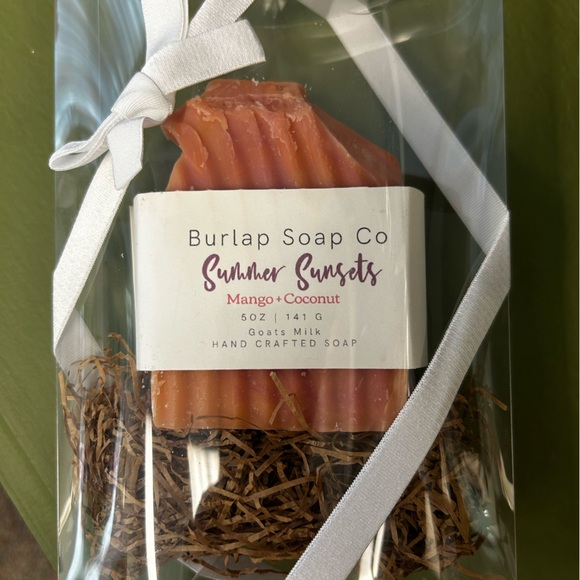 Burlap Soap Co
Summer Sunsets
Mango + Coconut
5OZ | 141 G
Goats Milk
HAND CRAFTED SOAP